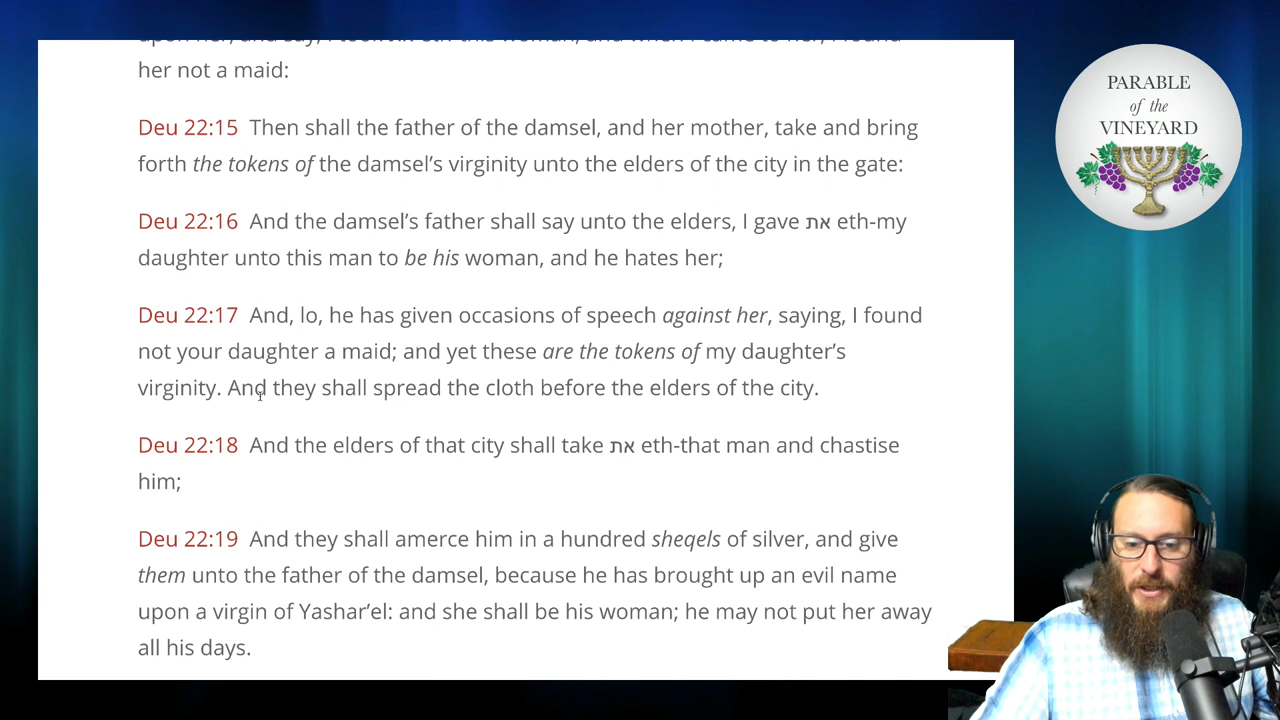 her not a maid:
Deu 22:15 Then shall the father of the damsel, and her mother, take and bring
forth the tokens of the damsel’s virginity unto the elders of the city in the gate:
Deu 22:16 And the damsel’s father shall say unto the elders, I gave את eth-my
daughter unto this man to be his woman, and he hates her;
Deu 22:17 And, lo, he has given occasions of speech against her, saying, I found
not your daughter a maid; and yet these are the tokens of my daughter’s
virginity. And they shall spread the cloth before the elders of the city.
Deu 22:18 And the elders of that city shall take את eth-that man and chastise
him;
Deu 22:19 And they shall amerce him in a hundred sheqels of silver, and give
them unto the father of the damsel, because he has brought up an evil name
upon a virgin of Yashar’el: and she shall be his woman; he may not put her away
all his days.
PARABLE
of the
VINEYARD